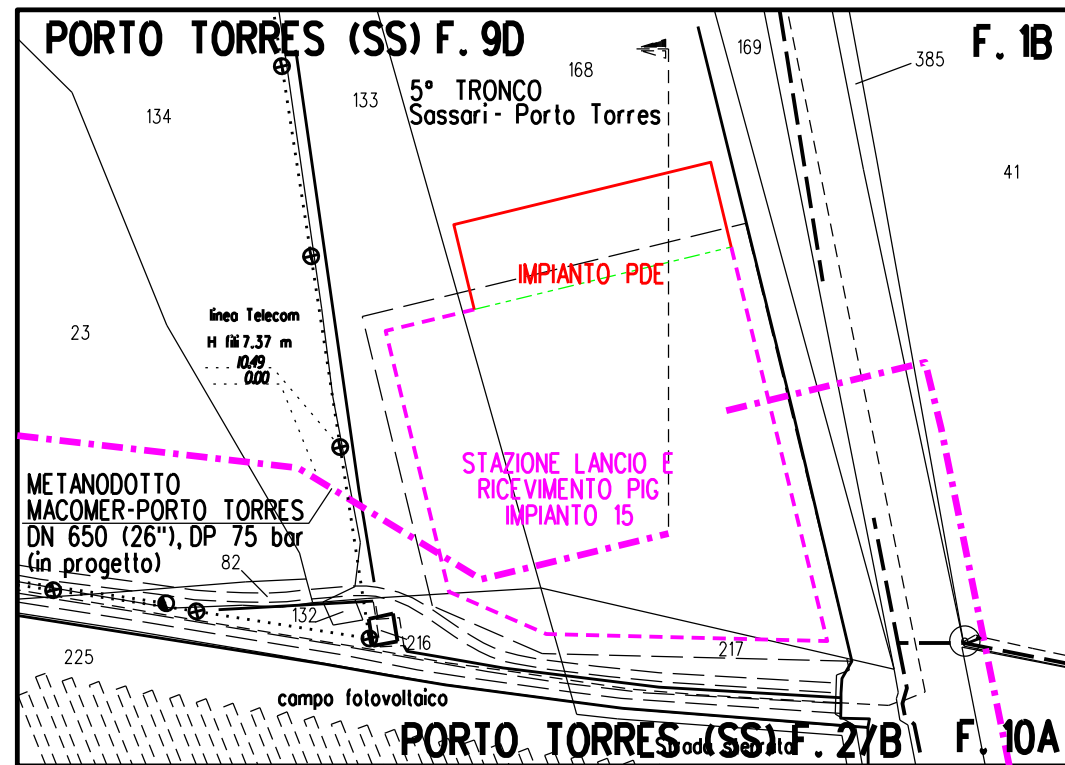 PORTO TORRES (SS) F. 9D
F. 1B
169
385
168
5° TRONCO
Sassari - Porto Torres
133
134
41
IMPIANTO PDE
linea Telecom
H fili 7.37 m
10.49
0.00
23
STAZIONE LANCIO E
RICEVIMENTO PIG
IMPIANTO 15
METANODOTTO
MACOMER-PORTO TORRES
DN 650 (26"), DP 75 bar
(in progetto)
82
132
216
217
225
campo fotovoltaico
PORTO TORRES (SS) F. 2/B
Strada sterrata
F. 10A